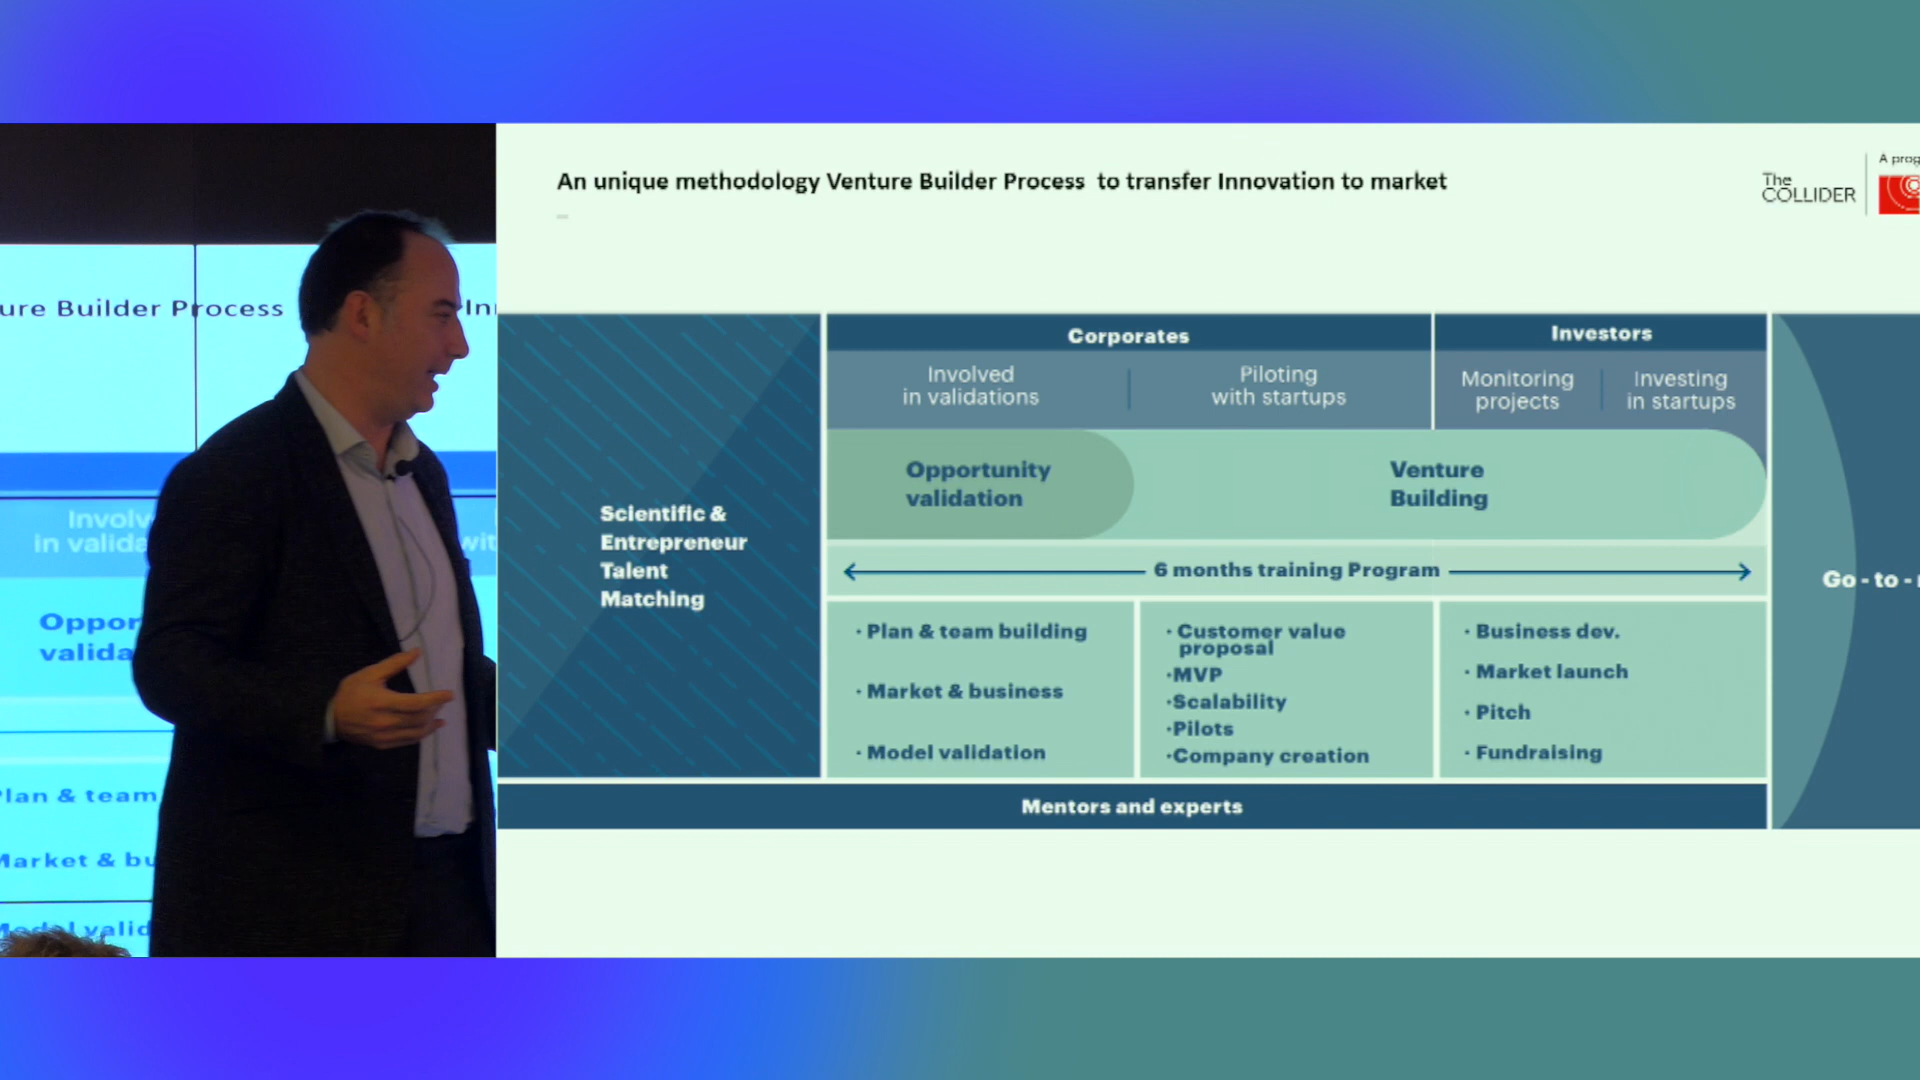 An unique methodology Venture Builder Process to transfer Innovation to market
The
COLLIDER
A prog
Corporates
Investors
Involved
in validations
Piloting
with startups
Monitoring
projects
Investing
in startups
Opportunity
validation
Venture
Building
Scientific &
Entrepreneur
Talent
Matching
6 months training Program
Go - to -
· Plan & team building
· Market & business
· Model validation
· Customer value
proposal
·MVP
·Scalability
·Pilots
·Company creation
· Business dev.
· Market launch
· Pitch
· Fundraising
Mentors and experts
ure Builder Process
Inn
Involv
in valida
wit
Oppor
valida
Plan & team
Market & bu
Model valid